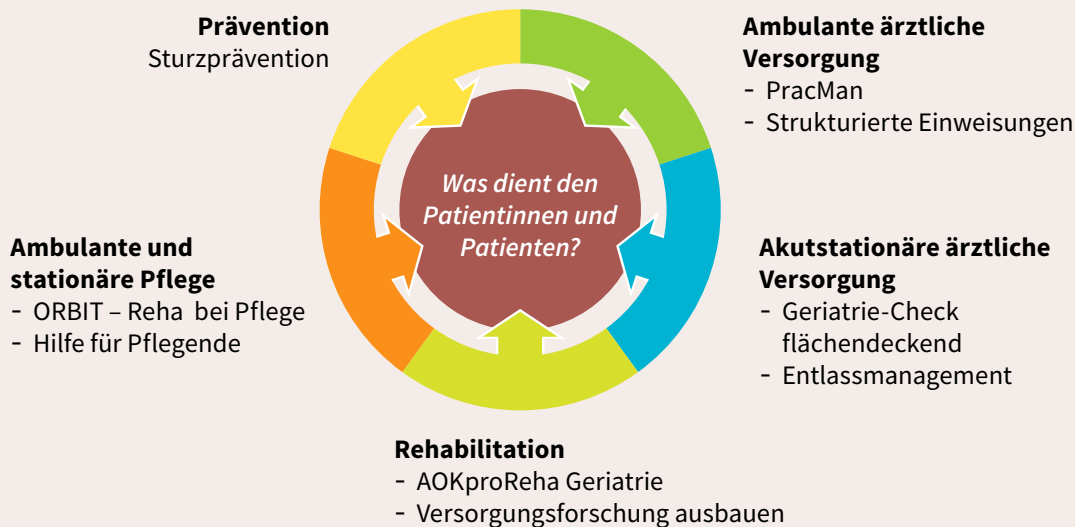 Prävention
Sturzprävention
Ambulante ärztliche
Versorgung
- PracMan
- Strukturierte Einweisungen
Was dient den
Patientinnen und
Patienten?
Ambulante und
stationäre Pflege
- ORBIT – Reha bei Pflege
- Hilfe für Pflegende
Akutstationäre ärztliche
Versorgung
- Geriatrie-Check
flächendeckend
- Entlassmanagement
Rehabilitation
- AOKproReha Geriatrie
- Versorgungsforschung ausbauen